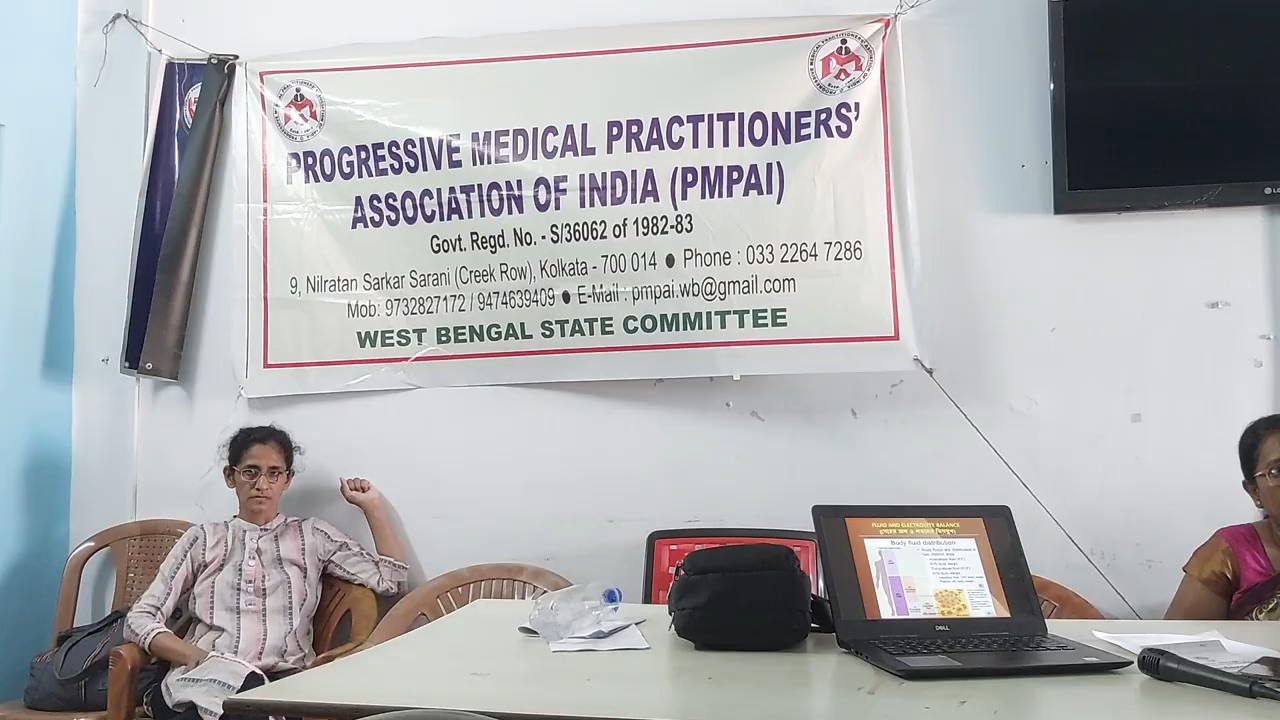 PROGRESSIVE MEDICAL PRACTITIONERS'
ASSOCIATION OF INDIA (PMPAI)
Govt. Regd. No. - S/36062 of 1982-83
9, Nilratan Sarkar Sarani (Creek Row), Kolkata - 700 014 ● Phone : 033 2264 7286
Mob: 9732827172 / 9474639409 ● E-Mail : pmpai.wb@gmail.com
WEST BENGAL STATE COMMITTEE
LG
FLUID AND ELECTROLYTE BALANCE
Body fluid distribution
DELL